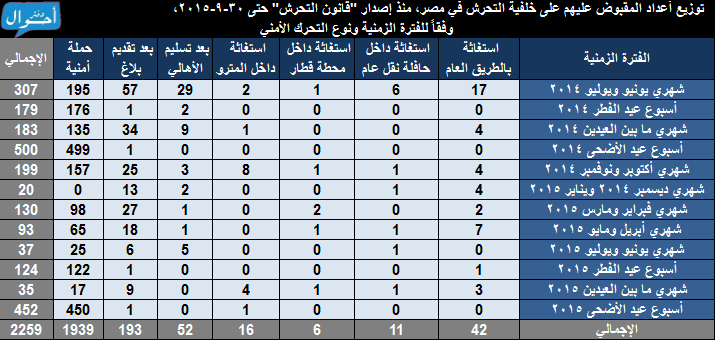 دفتر أحوال
توزيع أعداد المقبوض عليهم على خلفية التحرش في مصر، منذ إصدار "قانون التحرش" حتى ٣٠-٩-٢٠١٥،
وفقاً للفترة الزمنية ونوع التحرك الأمني
الفترة الزمنية استغاثة بالطريق العام استغاثة داخل حافلة نقل عام استغاثة داخل محطة قطار استغاثة داخل المترو بعد تسليم الأهالي بعد تقديم بلاغ حملة أمنية الإجمالي
شهري يونيو ويوليو ٢٠١٤ 17 6 1 2 29 57 195 307
أسبوع عيد الفطر ٢٠١٤ 0 0 0 0 2 1 176 179
شهري ما بين العيدين ٢٠١٤ 4 0 0 1 9 34 135 183
أسبوع عيد الأضحى ٢٠١٤ 0 0 0 0 0 1 499 500
شهري أكتوبر ونوفمبر ٢٠١٤ 4 1 1 8 3 25 157 199
شهري ديسمبر ٢٠١٤ ويناير ٢٠١٥ 4 1 0 0 2 13 0 20
شهري فبراير ومارس ٢٠١٥ 2 0 2 0 1 27 98 130
شهري أبريل ومايو ٢٠١٥ 7 1 1 0 1 18 65 93
شهري يونيو ويوليو ٢٠١٥ 0 1 0 0 5 6 25 37
أسبوع عيد الفطر ٢٠١٥ 1 0 0 0 0 1 122 124
شهري ما بين العيدين ٢٠١٥ 3 1 1 4 0 9 17 35
أسبوع عيد الأضحى ٢٠١٥ 0 0 0 1 0 1 450 452
الإجمالي 42 11 6 16 52 193 1939 2259